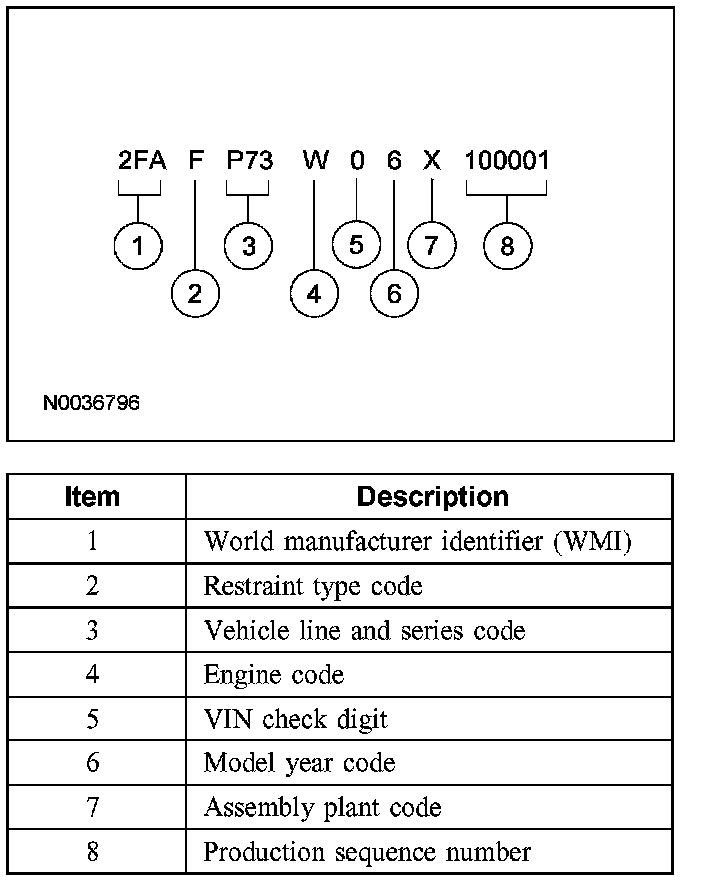 2FA F P73 W 0 6 X 100001
1 3 5 7 8
2 4 6
N0036796
Item Description
1 World manufacturer identifier (WMI)
2 Restraint type code
3 Vehicle line and series code
4 Engine code
5 VIN check digit
6 Model year code
7 Assembly plant code
8 Production sequence number